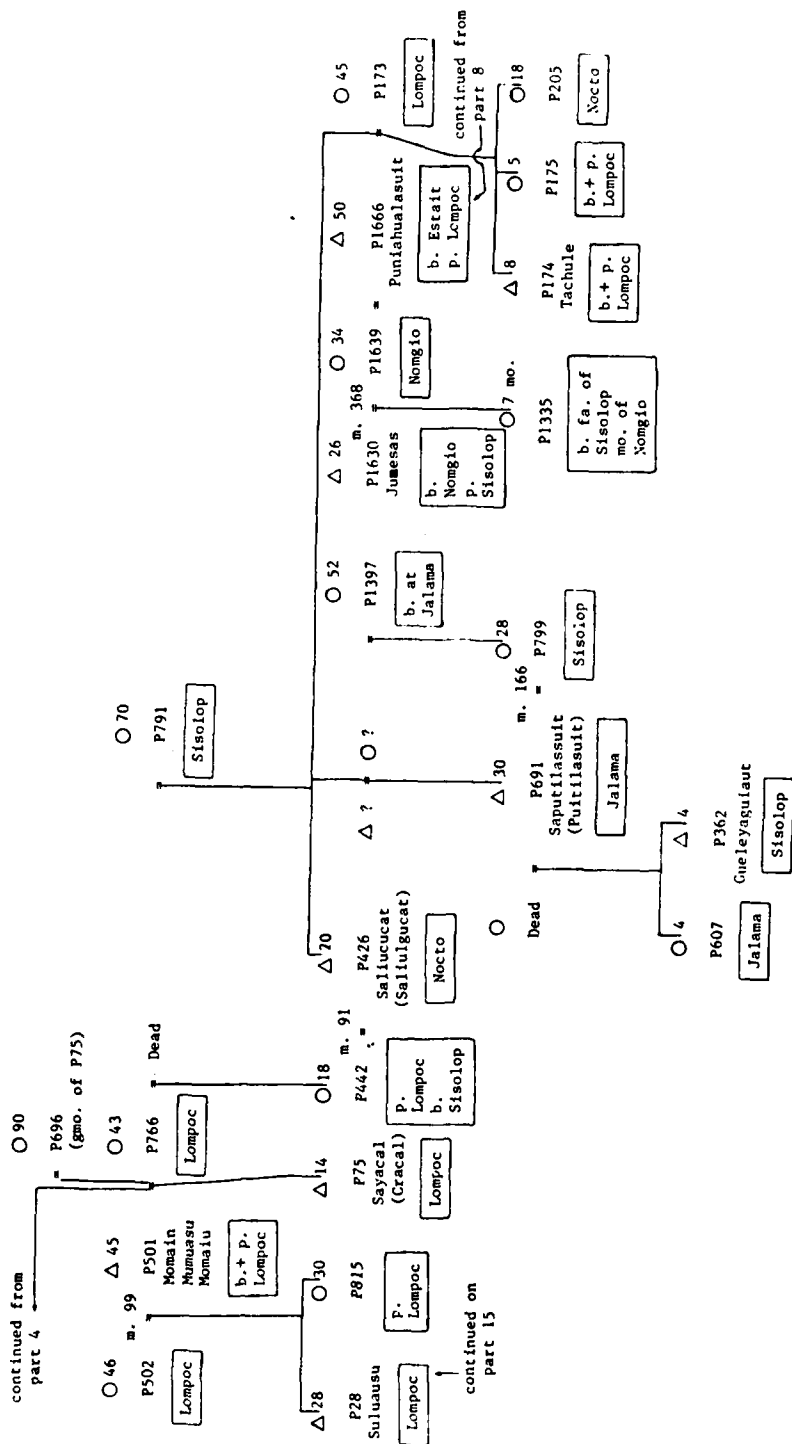 continued from
part 4
○ 90
P696
(gmo. of P75)
=
○ 46
P502
Lompoc
m. 99
=
△ 45
P501
Momain
Mumuasu
Momaiu
b.+ p.
Lompoc
○ 43
P766
Lompoc
Dead
△ 28
P28
Suluausu
Lompoc
continued on
part 15
○ 30
P815
p.
Lompoc
△ 14
P75
Sayacal
(Cracal)
Lompoc
○ 18
P442
p.
Lompoc
b.
Sisolop
m. 91
=
○ 70
P791
Sisolop
△ 70
P426
Saliucucat
(Saliulgucat)
Nocto
△ ?
○ ?
○ 52
P1397
b. at
Jalama
△ 26
P1630
Jumesas
b.
Nomgio
p.
Sisolop
m. 368
=
○ 34
P1639
Nomgio
=
△ 50
P1666
Puniahualasuit
b. Estait
p. Lompoc
○ 45
P173
Lompoc
continued from
part 8
○
Dead
△ 30
P691
Saputilassuit
(Puitilasuit)
Jalama
m. 166
=
○ 28
P799
Sisolop
○ 7 mo.
P1335
b. fa. of
Sisolop
mo. of
Nomgio
△ 8
P174
Tachule
b.+ p.
Lompoc
○ 5
P175
b.+ p.
Lompoc
○ 18
P205
Nocto
○ 4
P607
Jalama
△ 4
P362
Gueleyaguiaut
Sisolop